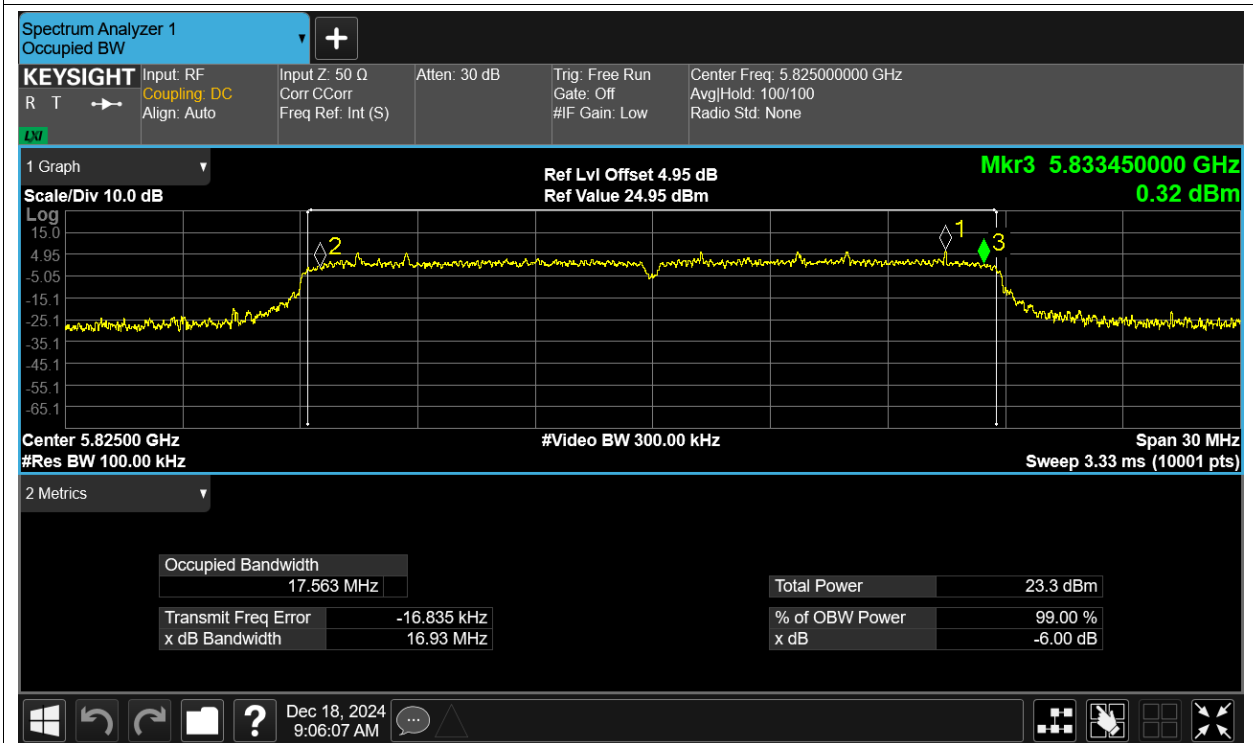 Spectrum Analyzer 1
Occupied BW
KEYSIGHT
R T
LXI
Input: RF
Coupling: DC
Align: Auto
Input Z: 50 Ω
Corr CCorr
Freq Ref: Int (S)
Atten: 30 dB
Trig: Free Run
Gate: Off
#IF Gain: Low
Center Freq: 5.825000000 GHz
Avg|Hold: 100/100
Radio Std: None
1 Graph
Scale/Div 10.0 dB
Log
Ref Lvl Offset 4.95 dB
Ref Value 24.95 dBm
Mkr3 5.833450000 GHz
0.32 dBm
15.0
4.95
-5.05
-15.1
-25.1
-35.1
-45.1
-55.1
-65.1
2
1
3
Center 5.82500 GHz
#Video BW 300.00 kHz
Span 30 MHz
#Res BW 100.00 kHz
Sweep 3.33 ms (10001 pts)
2 Metrics
Occupied Bandwidth
17.563 MHz
Total Power 23.3 dBm
Transmit Freq Error -16.835 kHz
% of OBW Power 99.00 %
x dB Bandwidth 16.93 MHz
x dB -6.00 dB
?
Dec 18, 2024
9:06:07 AM